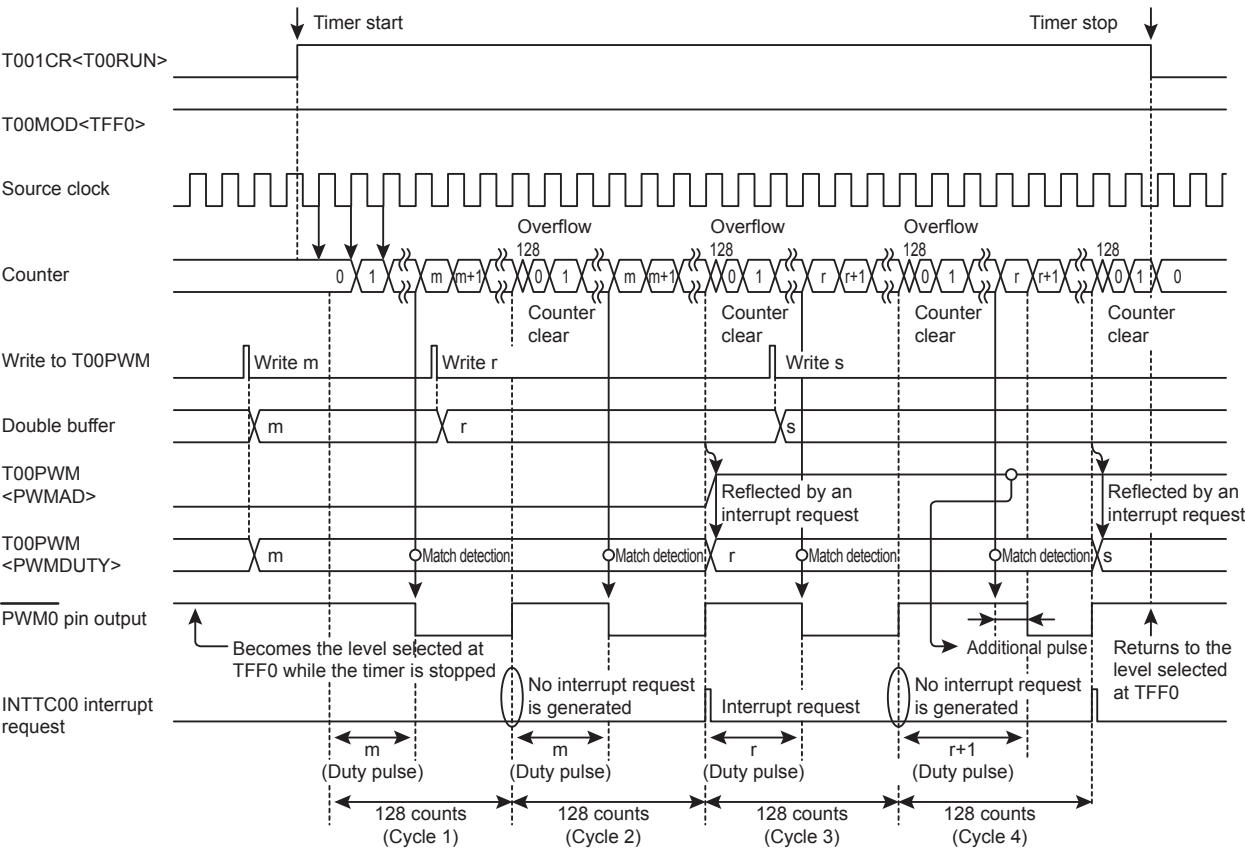 Timer start
Timer stop
T001CR<T00RUN>
T00MOD<TFF0>
Source clock
Overflow
Overflow
Overflow
128
128
128
128
Counter
0 1 m m+1 0 1 m m+1 0 1 r r+1 0 1 r r+1 0 1 0
Counter
clear
Counter
clear
Counter
clear
Counter
clear
Write to T00PWM
Write m
Write r
Write s
Double buffer
m
r
s
T00PWM
<PWMAD>
Reflected by an
interrupt request
Reflected by an
interrupt request
T00PWM
<PWMDUTY>
m
Match detection
Match detection
r
Match detection
Match detection
s
PWM0 pin output
Becomes the level selected at
TFF0 while the timer is stopped
Additional pulse
Returns to the
level selected
at TFF0
INTTC00 interrupt
request
No interrupt request
is generated
Interrupt request
No interrupt request
is generated
m
(Duty pulse)
m
(Duty pulse)
r
(Duty pulse)
r+1
(Duty pulse)
128 counts
(Cycle 1)
128 counts
(Cycle 2)
128 counts
(Cycle 3)
128 counts
(Cycle 4)